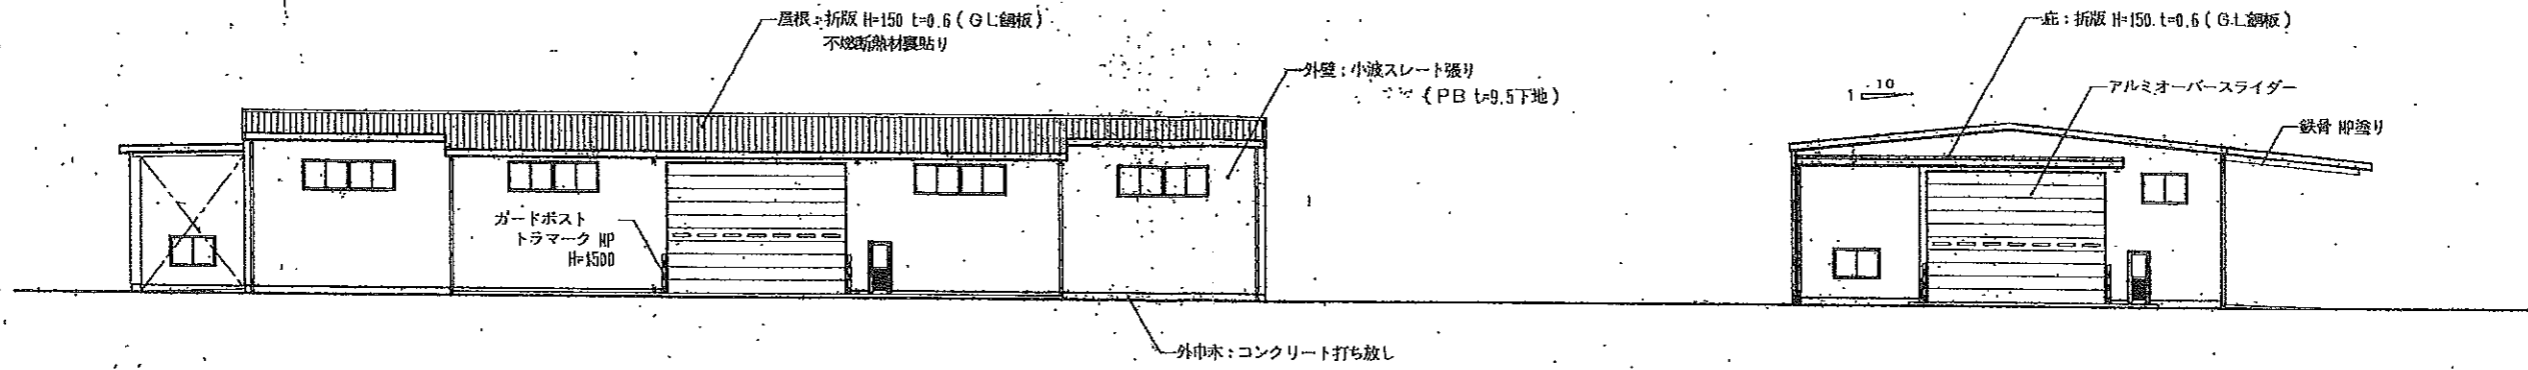 屋根：折版 H=150 t=0.6 ( GL鋼板 )
不燃断熱材裏貼り
外壁：小波スレート張り
( PB t=9.5下地 )
ガードポスト
トラマーク NP
H=1500
外巾木：コンクリート打ち放し
庇：折版 H=150. t=0.6 ( G.L鋼板 )
アルミオーバースライダー
10
1
鉄骨 NP塗り